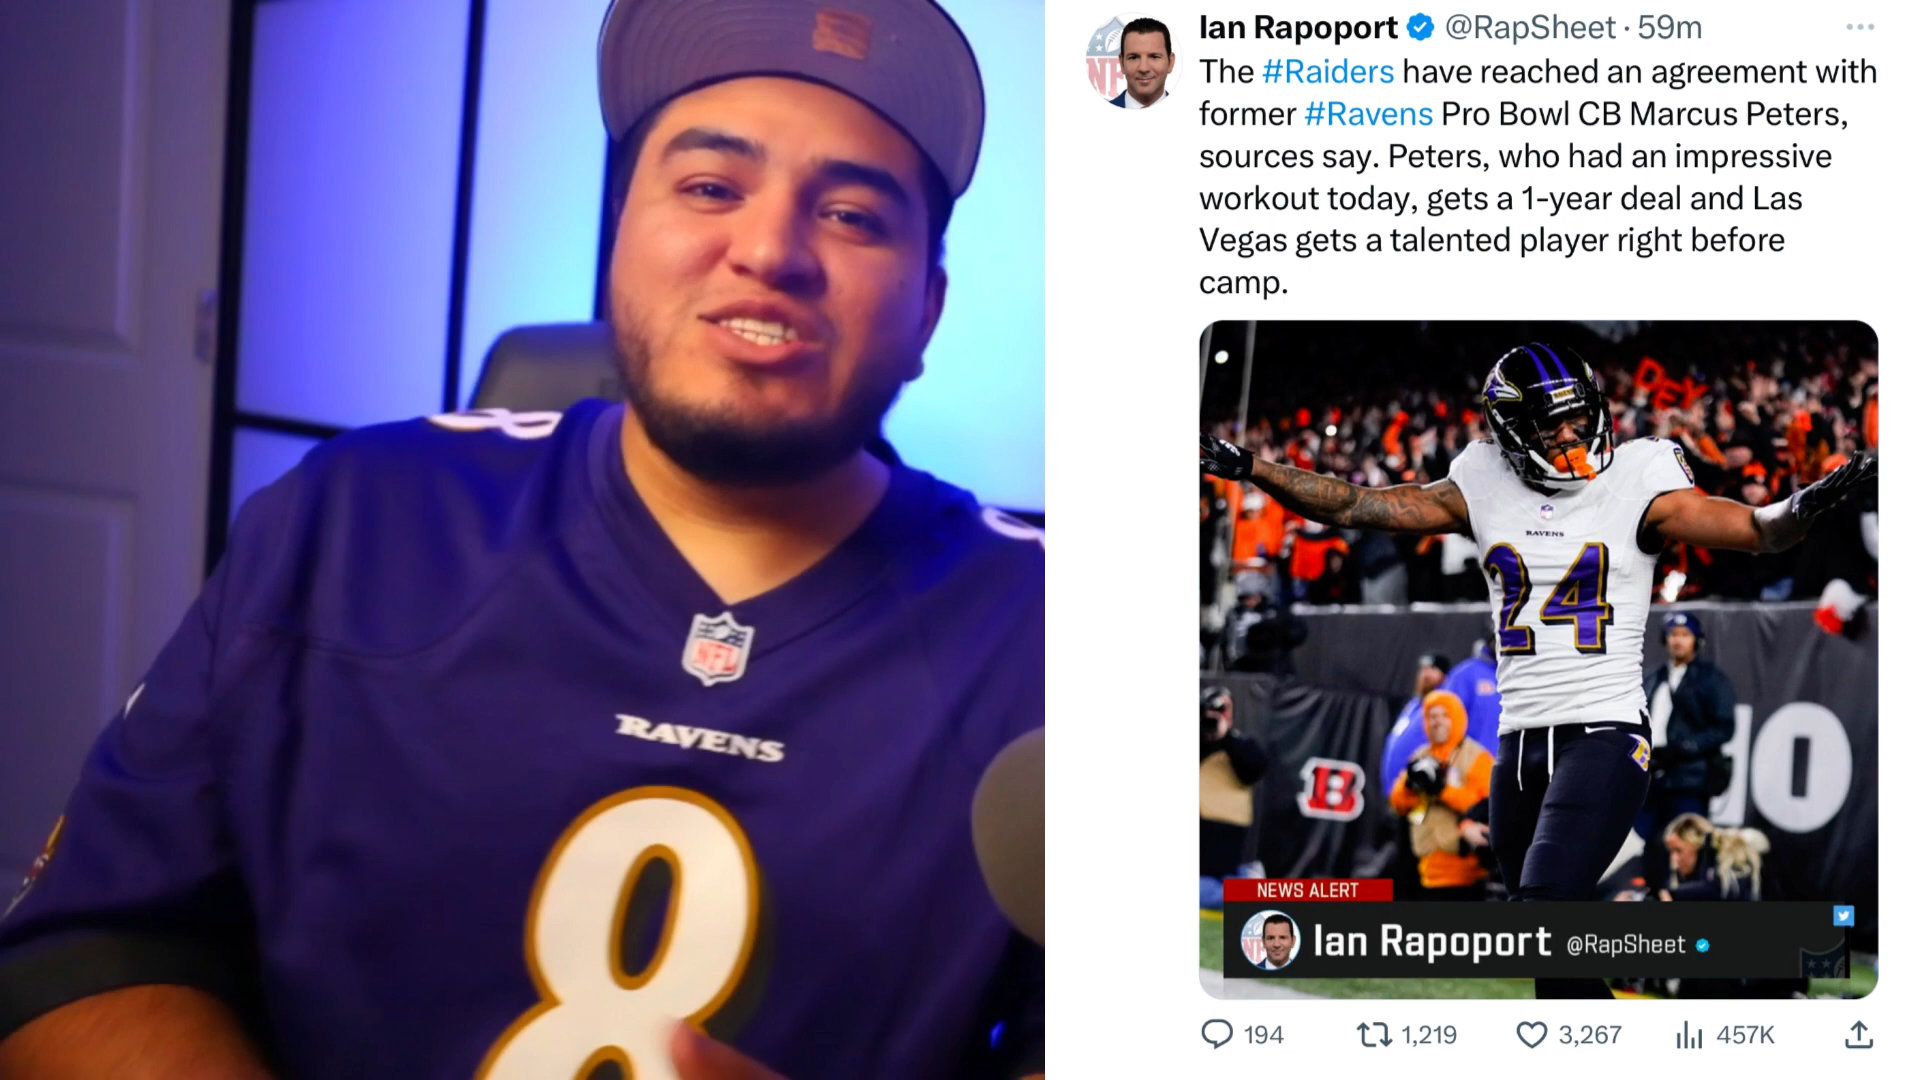 NFL
RAVENS
8
8
Ian Rapoport @RapSheet · 59m
The #Raiders have reached an agreement with
former #Ravens Pro Bowl CB Marcus Peters,
sources say. Peters, who had an impressive
workout today, gets a 1-year deal and Las
Vegas gets a talented player right before
camp.
DEY
RAVENS
24
B
NEWS ALERT
Ian Rapoport @RapSheet
194
1,219
3,267
457K